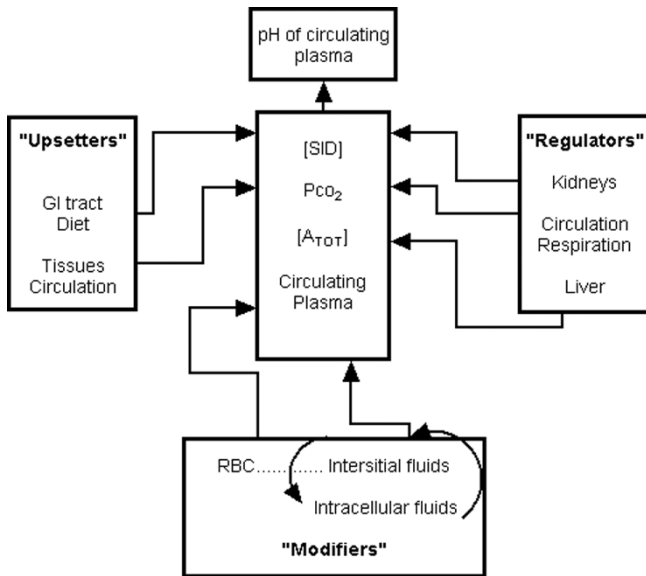 pH of circulating
plasma
"Upsetters"
GI tract
Diet
Tissues
Circulation
[SID]
Pco₂
[A_TOT]
Circulating
Plasma
"Regulators"
Kidneys
Circulation
Respiration
Liver
RBC............. Intersitial fluids
Intracellular fluids
"Modifiers"